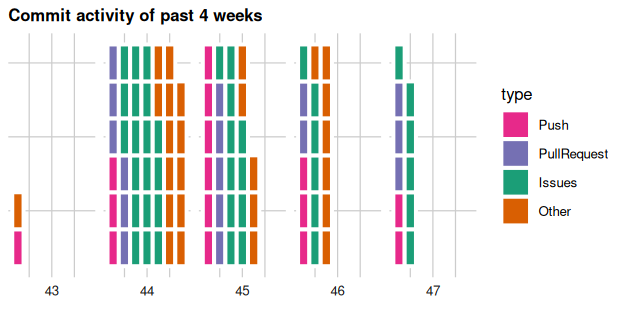 Commit activity of past 4 weeks
type
Push
PullRequest
Issues
Other
43 44 45 46 47